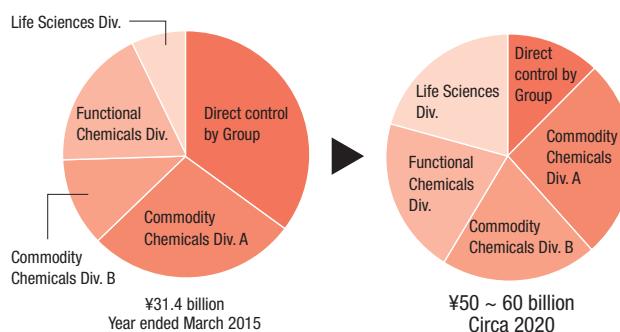 Life Sciences Div.
Functional
Chemicals Div.
Direct control
by Group
Commodity
Chemicals Div. A
Commodity
Chemicals Div. B
¥31.4 billion
Year ended March 2015
Direct
control by
Group
Life Sciences
Div.
Commodity
Chemicals
Div. A
Functional
Chemicals
Div.
Commodity
Chemicals Div. B
¥50 ~ 60 billion
Circa 2020